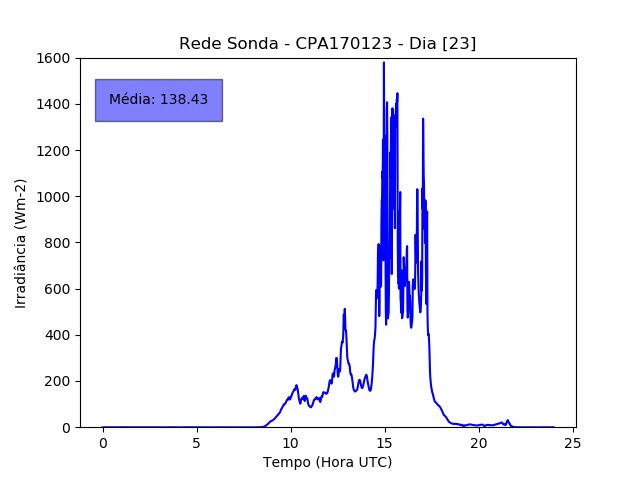 Rede Sonda - CPA170123 - Dia [23]
1600
1400
1200
1000
800
600
400
200
0
Média: 138.43
Irradiância (Wm-2)
0 5 10 15 20 25
Tempo (Hora UTC)